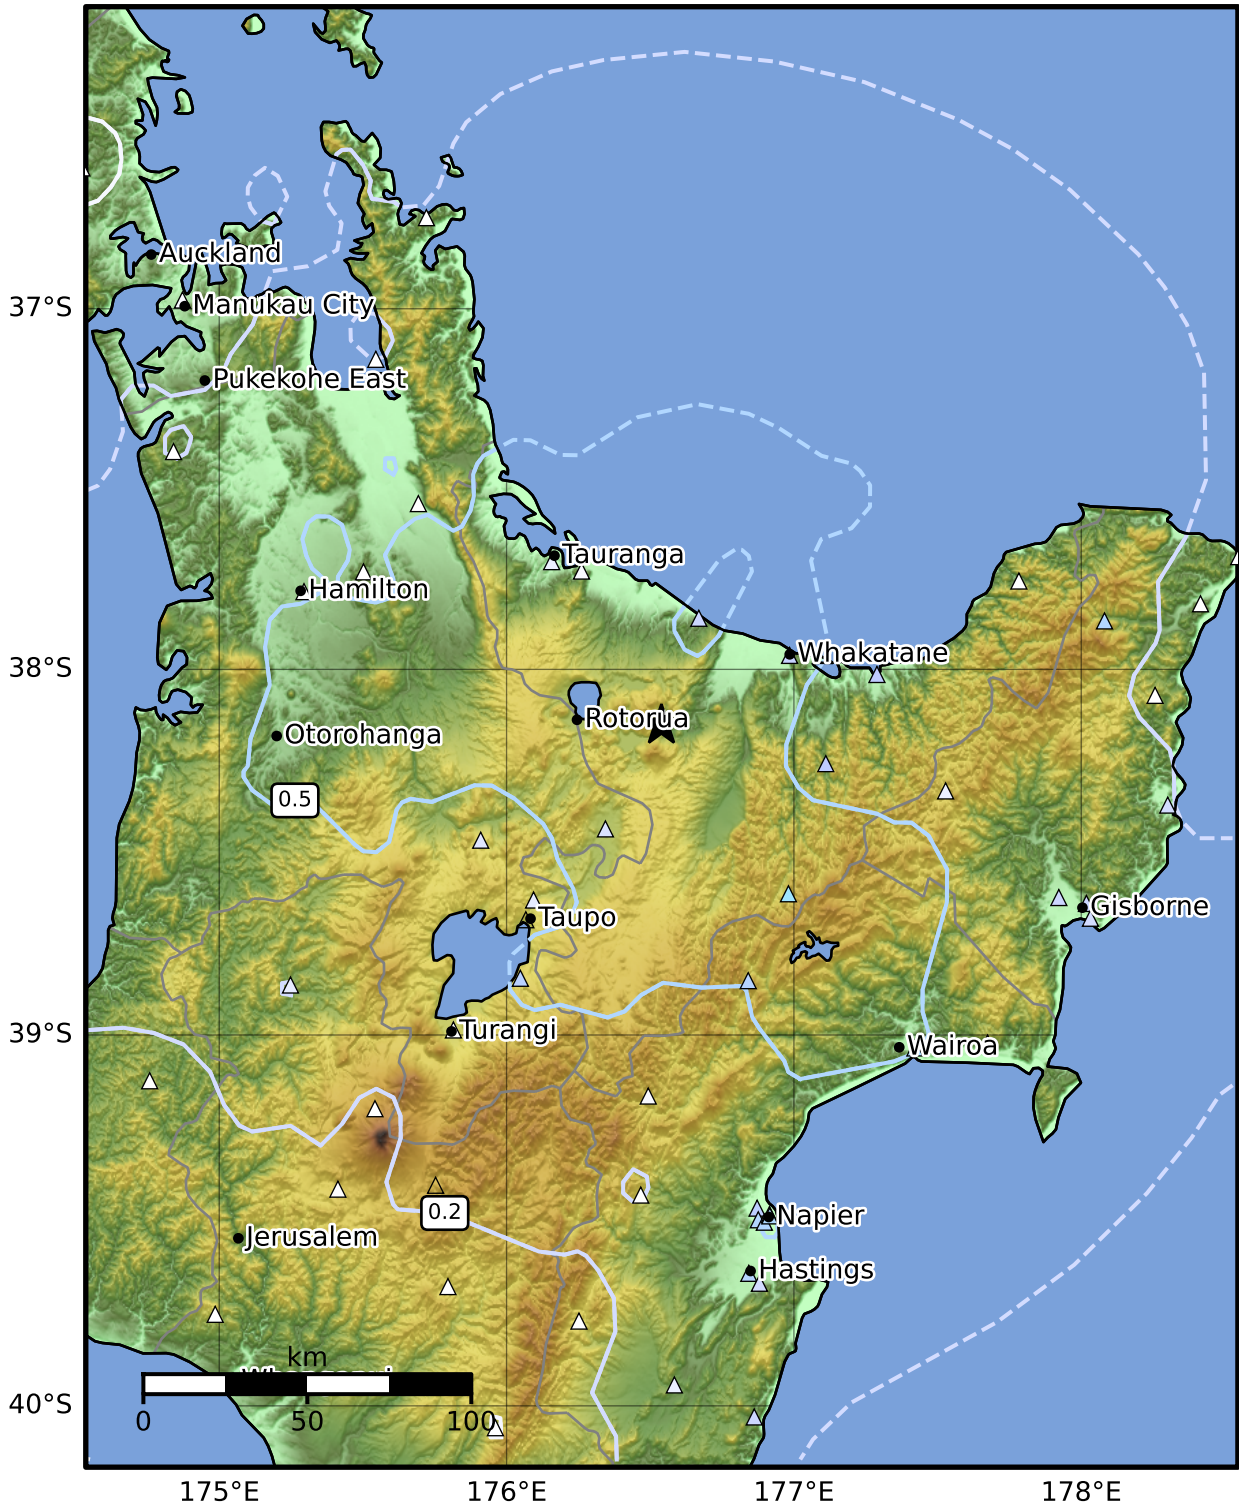 Auckland
37°S
Manukau City
Pukekohe East
Tauranga
Hamilton
Whakatane
38°S
Rotorua
Otorohanga
0.5
Gisborne
Taupo
Turangi
39°S
Wairoa
0.2
Napier
Jerusalem
Hastings
km
40°S
0 50 100
175°E 176°E 177°E 178°E